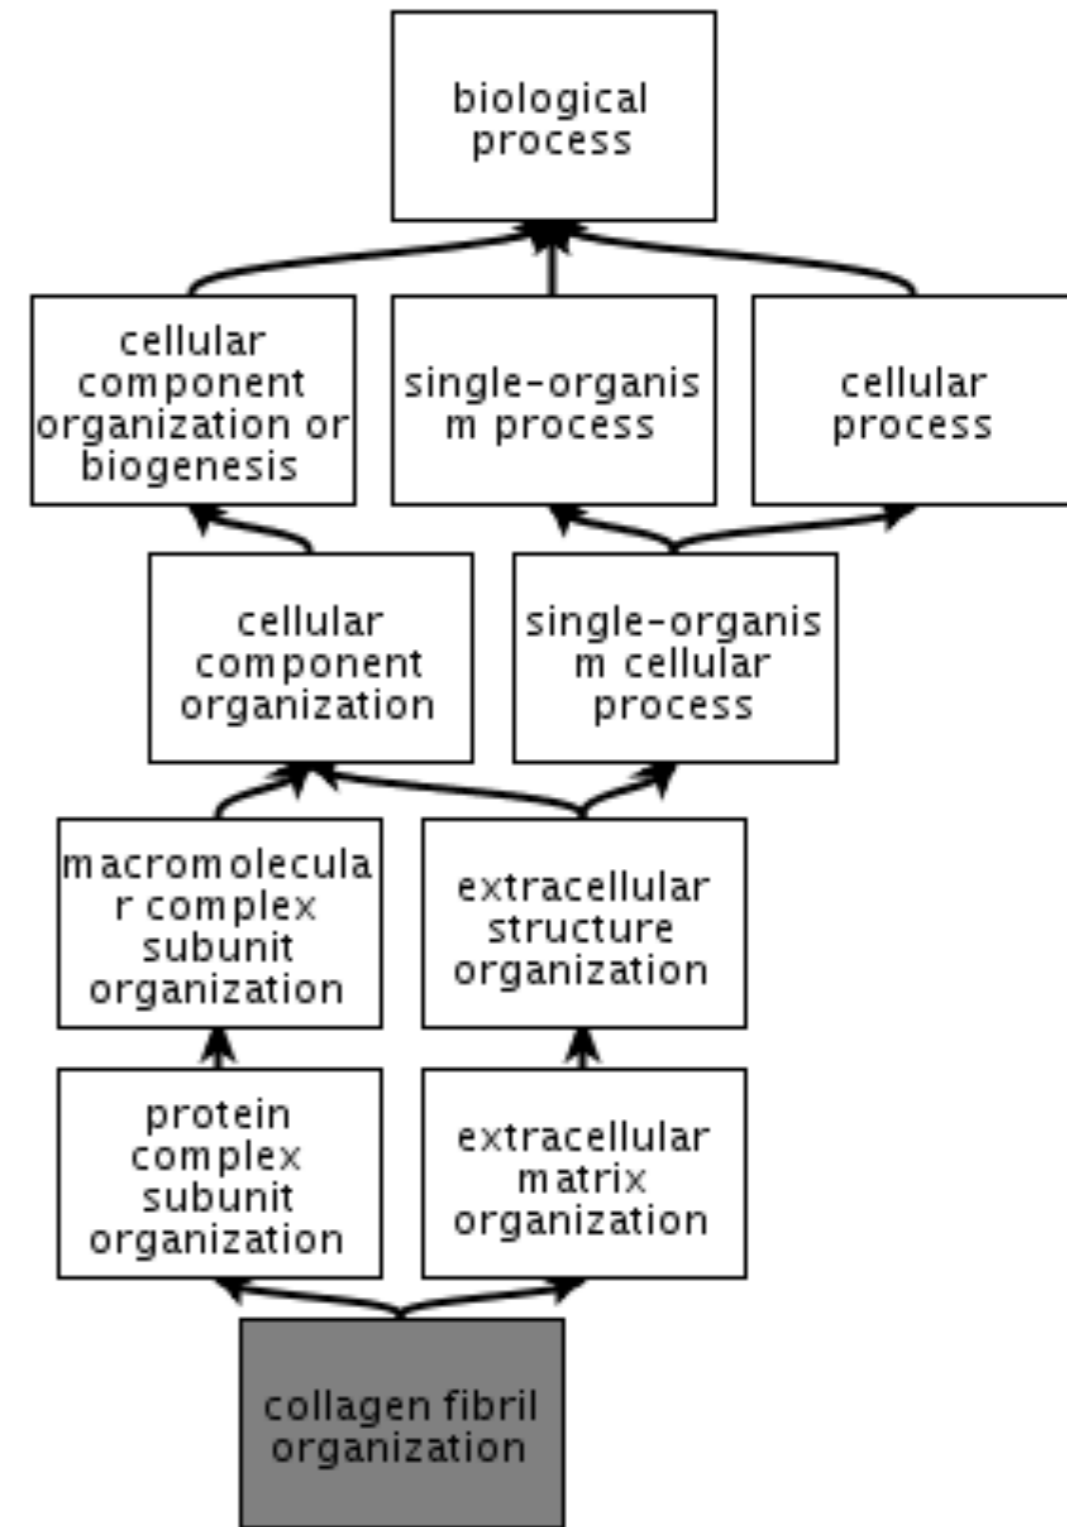 biological
process
cellular
component
organization or
biogenesis
single-organis
m process
cellular
process
cellular
component
organization
single-organis
m cellular
process
macromolecula
r complex
subunit
organization
extracellular
structure
organization
protein
complex
subunit
organization
extracellular
matrix
organization
collagen fibril
organization